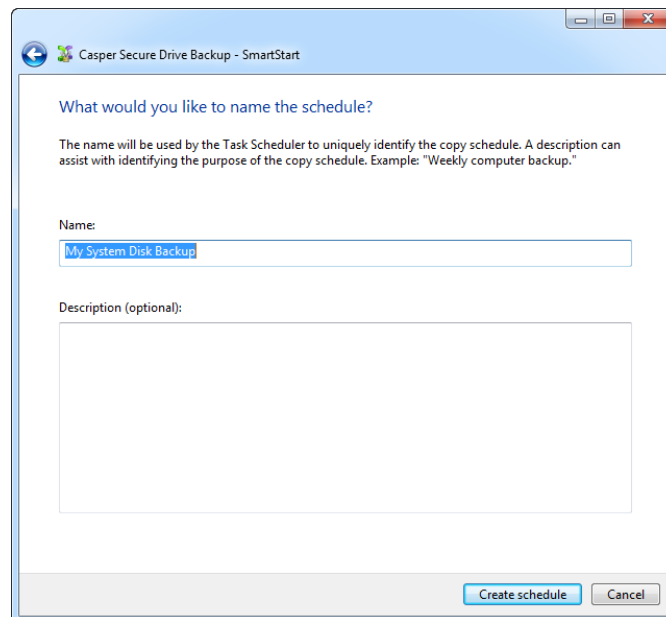 Casper Secure Drive Backup - SmartStart
What would you like to name the schedule?
The name will be used by the Task Scheduler to uniquely identify the copy schedule. A description can
assist with identifying the purpose of the copy schedule. Example: "Weekly computer backup."
Name:
My System Disk Backup
Description (optional):
Create schedule
Cancel